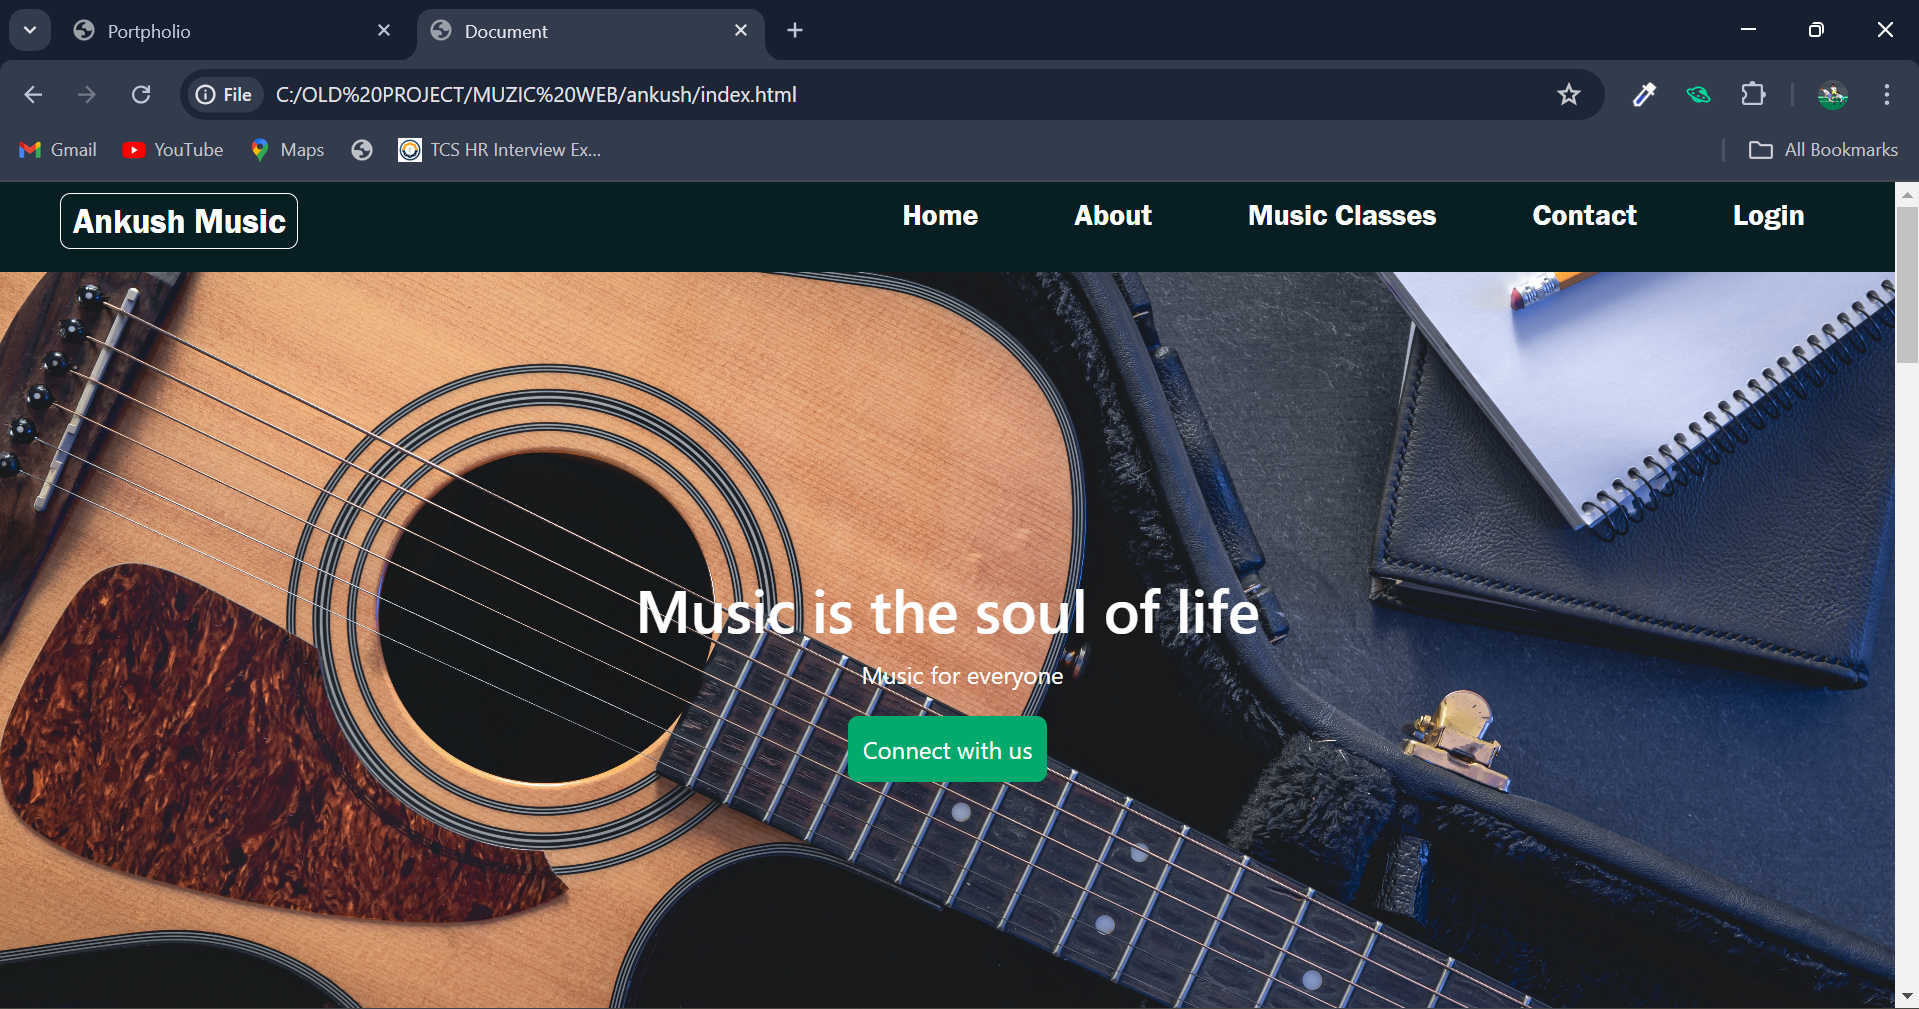 Portpholio
Document
File
C:/OLD%20PROJECT/MUZIC%20WEB/ankush/index.html
Gmail
YouTube
Maps
TCS HR Interview Ex...
All Bookmarks
Ankush Music
Home
About
Music Classes
Contact
Login
Music is the soul of life
Music for everyone
Connect with us